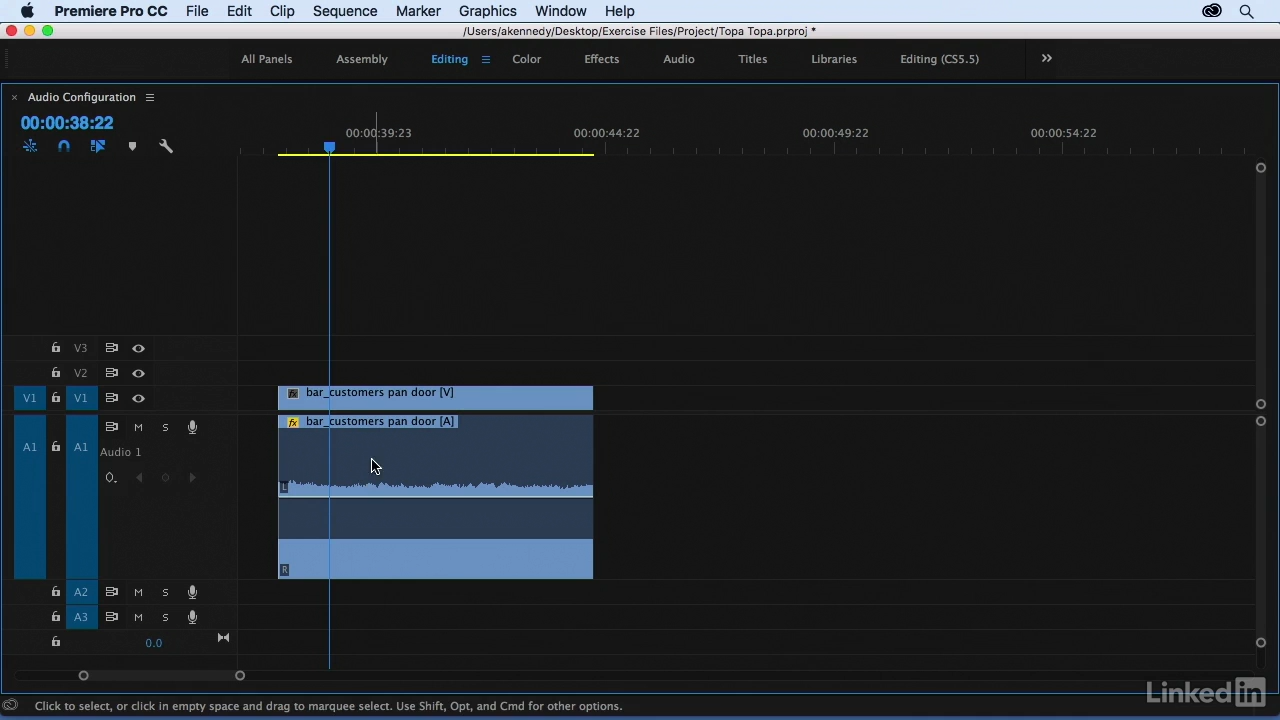 Premiere Pro CC File Edit Clip Sequence Marker Graphics Window Help
/Users/akennedy/Desktop/Exercise Files/Project/Topa Topa.prproj *
All Panels Assembly Editing Color Effects Audio Titles Libraries Editing (CS5.5)
Audio Configuration
00:00:38:22
00:00:39:23 00:00:44:22 00:00:49:22 00:00:54:22
V3
V2
V1 V1 fx bar_customers pan door [V]
fx bar_customers pan door [A]
M S
A1 A1
Audio 1
L
R
A2 M S
A3 M S
0.0
Linked in
Click to select, or click in empty space and drag to marquee select. Use Shift, Opt, and Cmd for other options.